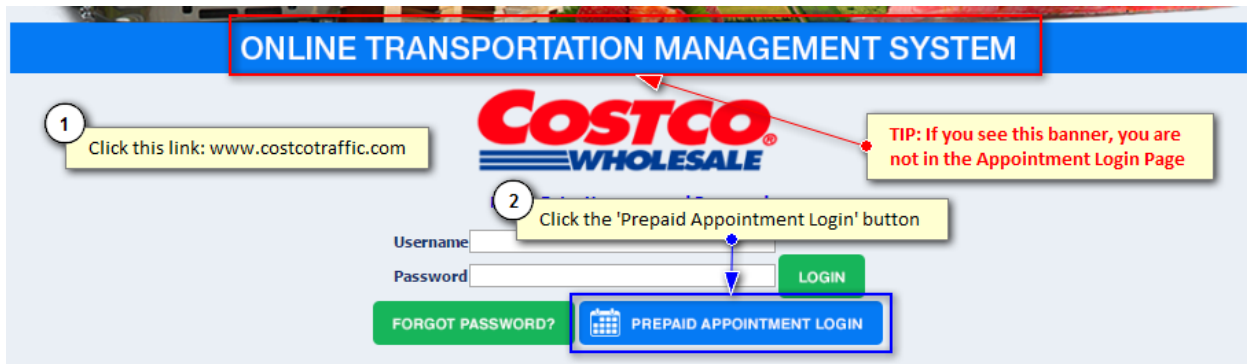 ONLINE TRANSPORTATION MANAGEMENT SYSTEM
COSTCO
WHOLESALE
1
Click this link: www.costcotraffic.com
TIP: If you see this banner, you are
not in the Appointment Login Page
2
Click the 'Prepaid Appointment Login' button
Username
Password
LOGIN
FORGOT PASSWORD?
PREPAID APPOINTMENT LOGIN